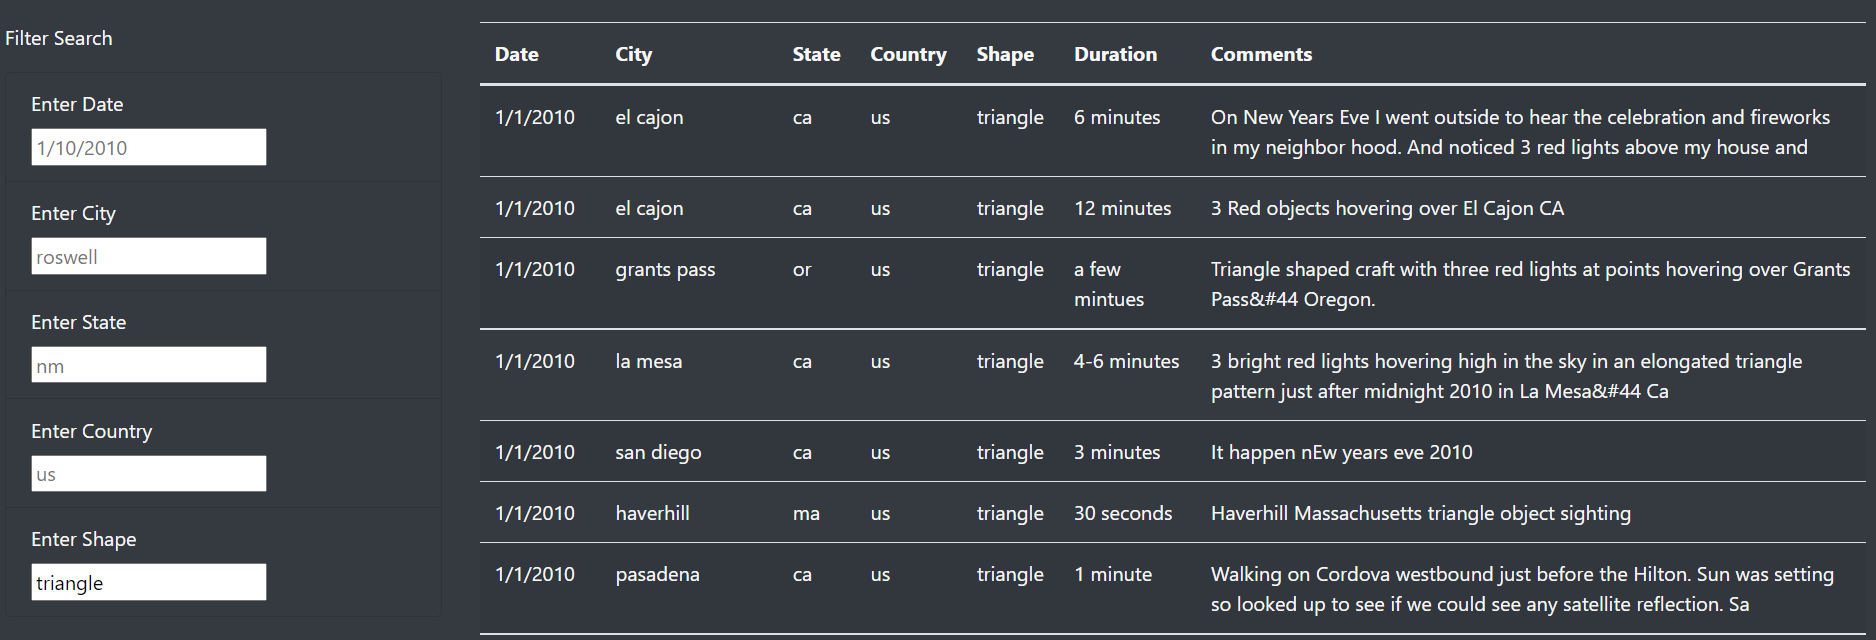 Filter Search
Enter Date
1/10/2010
Enter City
roswell
Enter State
nm
Enter Country
us
Enter Shape
triangle
Date City State Country Shape Duration Comments
1/1/2010 el cajon ca us triangle 6 minutes On New Years Eve I went outside to hear the celebration and fireworks
in my neighbor hood. And noticed 3 red lights above my house and
1/1/2010 el cajon ca us triangle 12 minutes 3 Red objects hovering over El Cajon CA
1/1/2010 grants pass or us triangle a few Triangle shaped craft with three red lights at points hovering over Grants
mintues Pass&#44 Oregon.
1/1/2010 la mesa ca us triangle 4-6 minutes 3 bright red lights hovering high in the sky in an elongated triangle
pattern just after midnight 2010 in La Mesa&#44 Ca
1/1/2010 san diego ca us triangle 3 minutes It happen nEw years eve 2010
1/1/2010 haverhill ma us triangle 30 seconds Haverhill Massachusetts triangle object sighting
1/1/2010 pasadena ca us triangle 1 minute Walking on Cordova westbound just before the Hilton. Sun was setting
so looked up to see if we could see any satellite reflection. Sa